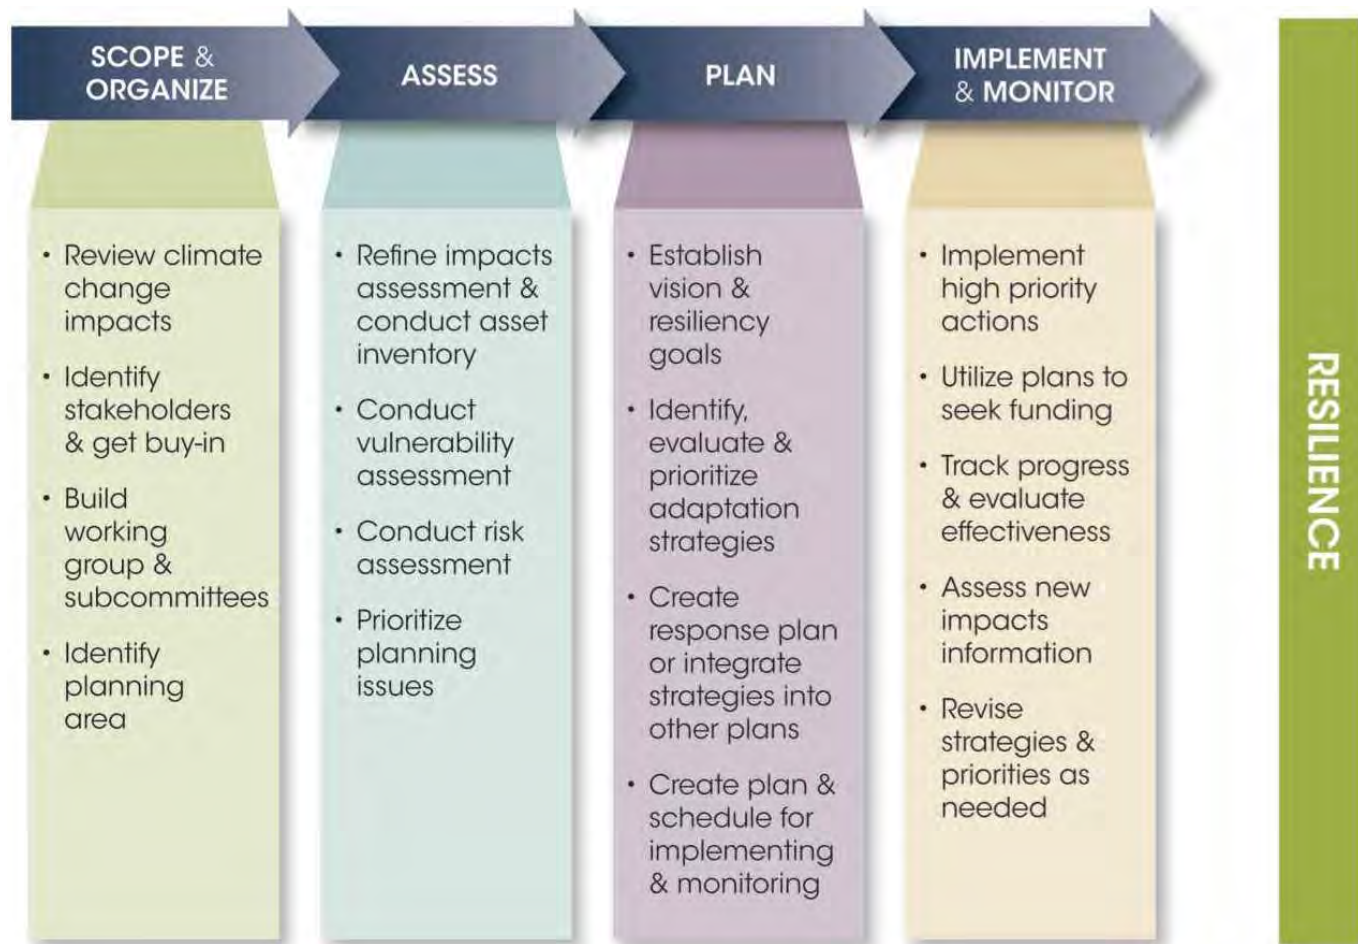 SCOPE &
ORGANIZE
ASSESS
PLAN
IMPLEMENT
& MONITOR
• Review climate
change
impacts
• Identify
stakeholders
& get buy-in
• Build
working
group &
subcommittees
• Identify
planning
area
• Refine impacts
assessment &
conduct asset
inventory
• Conduct
vulnerability
assessment
• Conduct risk
assessment
• Prioritize
planning
issues
• Establish
vision &
resiliency
goals
• Identify,
evaluate &
prioritize
adaptation
strategies
• Create
response plan
or integrate
strategies into
other plans
• Create plan &
schedule for
implementing
& monitoring
• Implement
high priority
actions
• Utilize plans to
seek funding
• Track progress
& evaluate
effectiveness
• Assess new
impacts
information
• Revise
strategies &
priorities as
needed
RESILIENCE